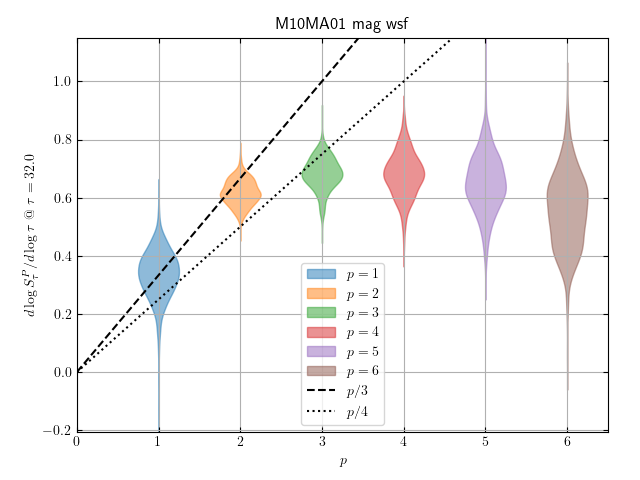 M10MA01 mag wsf
d log S_τ^P / d log τ @ τ = 32.0
1.0
0.8
0.6
0.4
0.2
0.0
−0.2
p = 1
p = 2
p = 3
p = 4
p = 5
p = 6
p/3
p/4
0 1 2 3 4 5 6
p